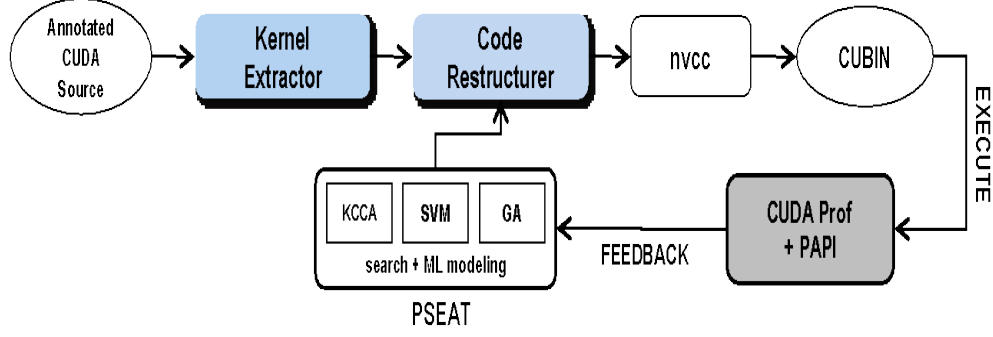 Annotated
CUDA
Source
Kernel
Extractor
Code
Restructurer
nvcc
CUBIN
EXECUTE
KCCA
SVM
GA
search + ML modeling
PSEAT
FEEDBACK
CUDA Prof
+ PAPI